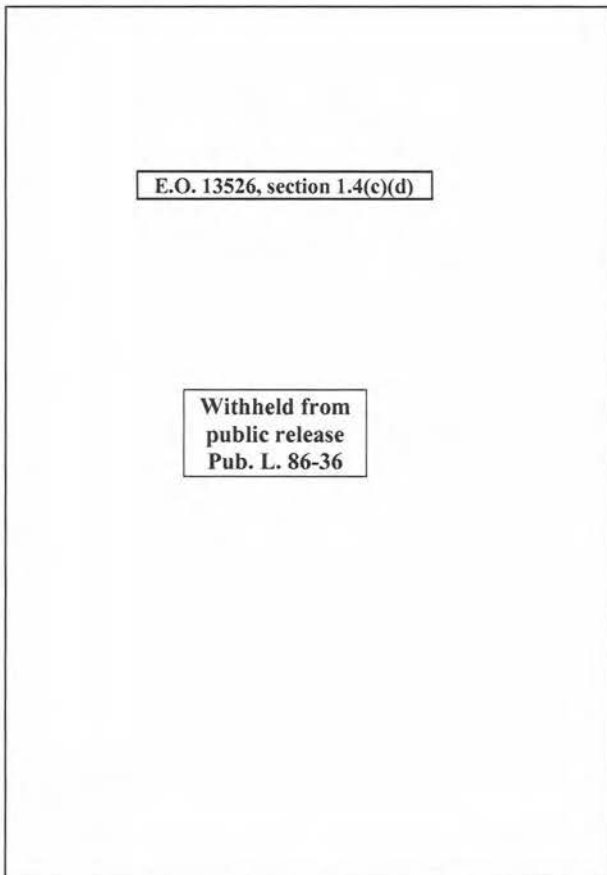 E.O. 13526, section 1.4(c)(d)
Withheld from
public release
Pub. L. 86-36